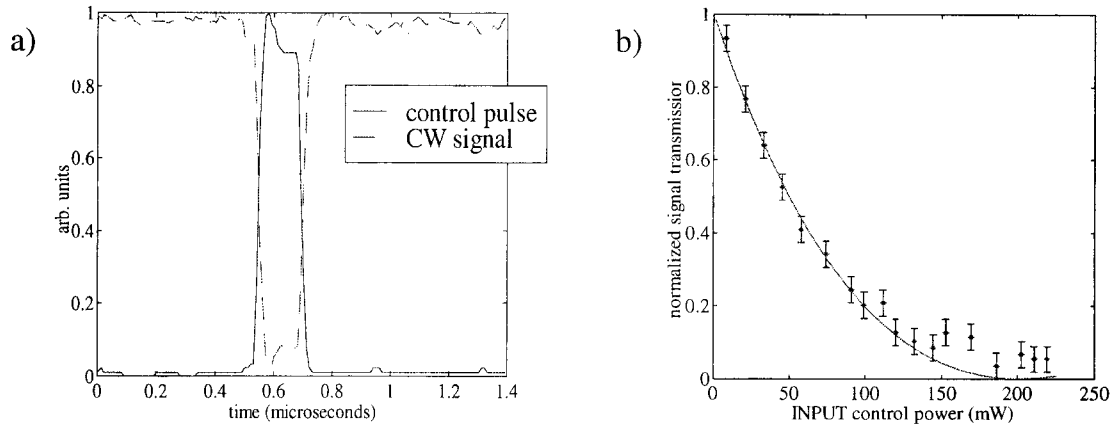 a)
1
0.8
0.6
0.4
0.2
0
arb. units
0 0.2 0.4 0.6 0.8 1 1.2 1.4
time (microseconds)
control pulse
CW signal
b)
1
0.8
0.6
0.4
0.2
0
normalized signal transmission
0 50 100 150 200 250
INPUT control power (mW)